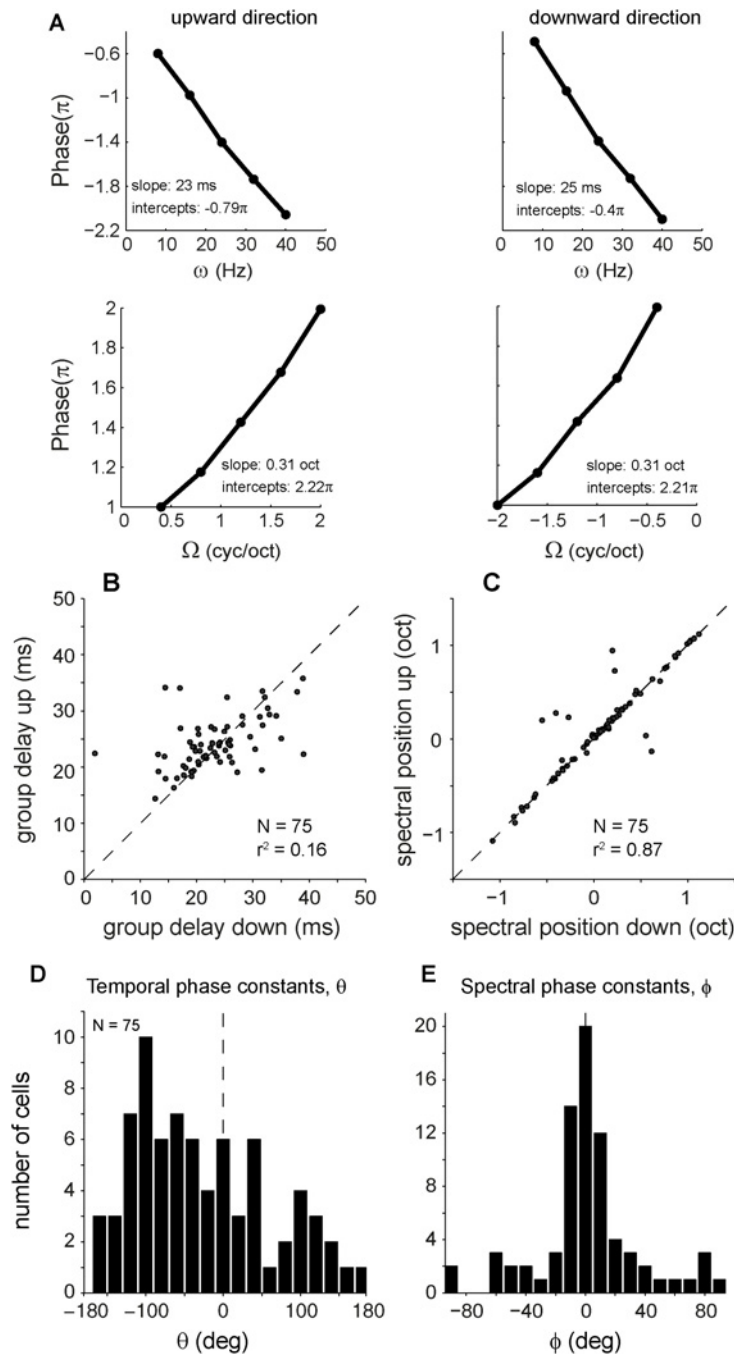 A
upward direction
downward direction
Phase(π)
−0.6
−1
−1.4
−1.8
−2.2
slope: 23 ms
intercepts: -0.79π
0 10 20 30 40 50
ω (Hz)
slope: 25 ms
intercepts: -0.4π
0 10 20 30 40 50
ω (Hz)
Phase(π)
2
1.8
1.6
1.4
1.2
1
slope: 0.31 oct
intercepts: 2.22π
0 0.5 1 1.5 2
Ω (cyc/oct)
slope: 0.31 oct
intercepts: 2.21π
−2 −1.5 −1 −0.5 0
Ω (cyc/oct)
B
group delay up (ms)
50
40
30
20
10
0
N = 75
r² = 0.16
0 10 20 30 40 50
group delay down (ms)
C
spectral position up (oct)
1
0
−1
N = 75
r² = 0.87
−1 0 1
spectral position down (oct)
D
Temporal phase constants, θ
N = 75
number of cells
10
8
6
4
2
0
−180 −100 0 100 180
θ (deg)
E
Spectral phase constants, ϕ
20
16
12
8
4
0
−80 −40 0 40 80
ϕ (deg)